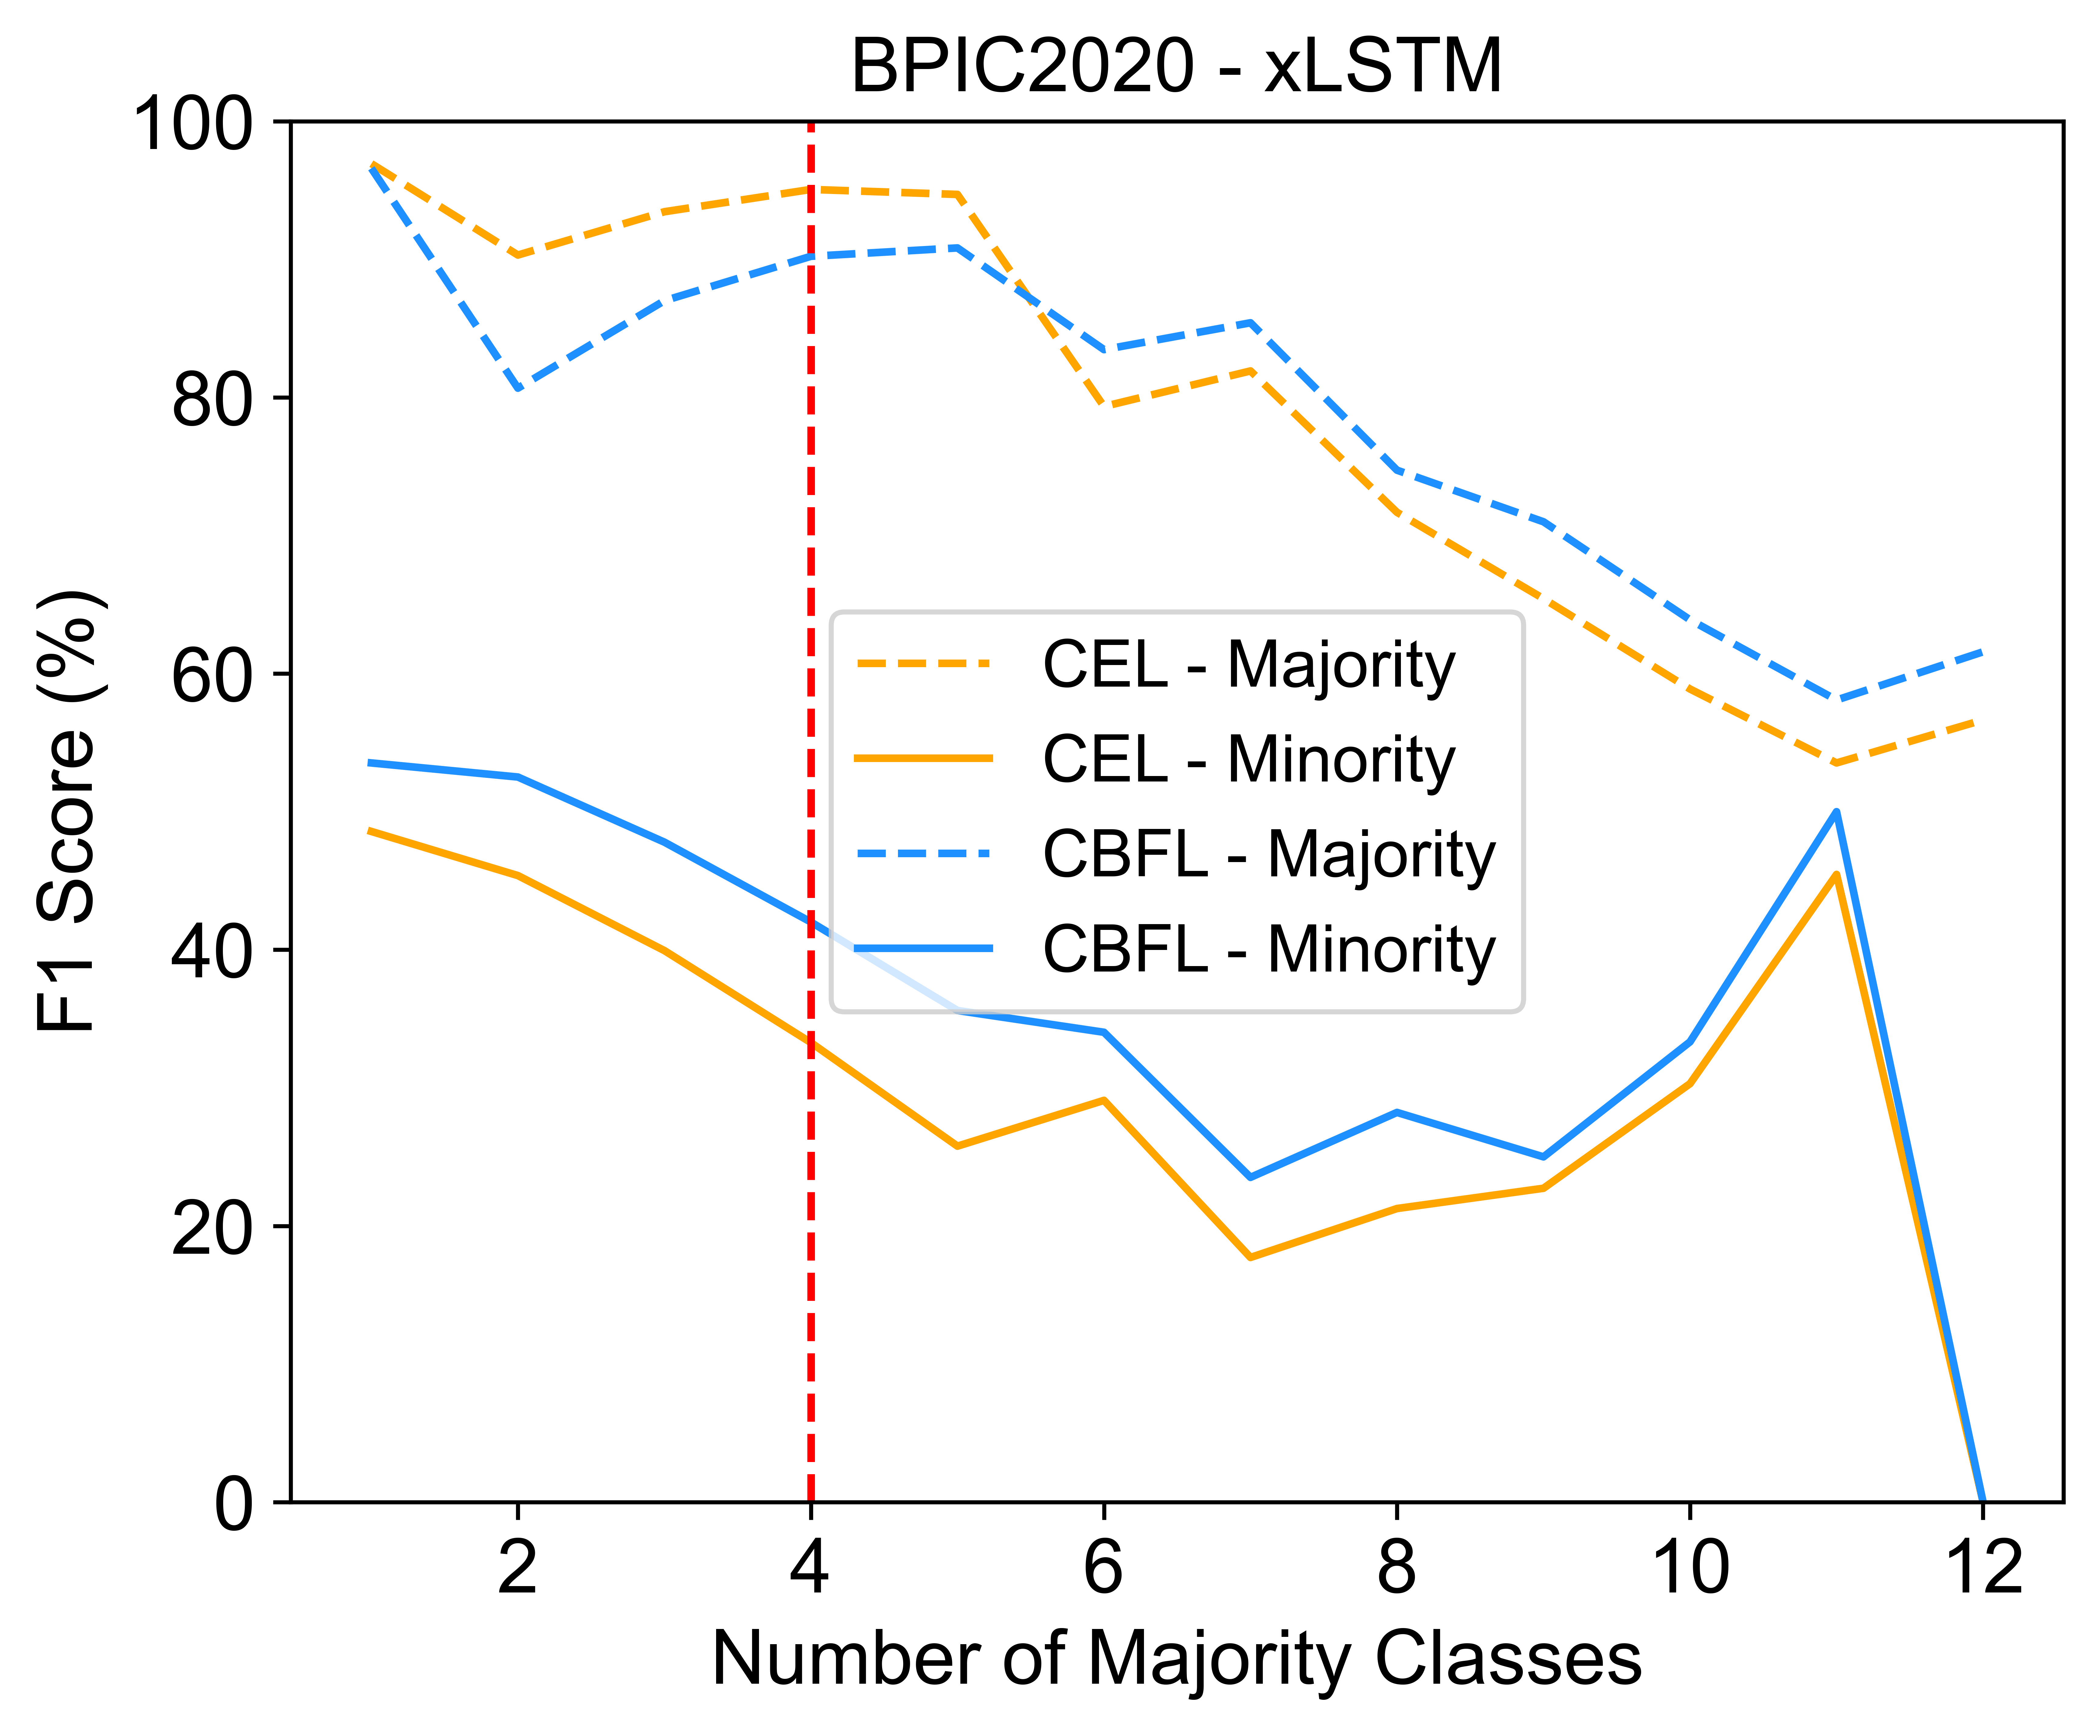 BPIC2020 - xLSTM
100
80
60
40
20
0
F1 Score (%)
CEL - Majority
CEL - Minority
CBFL - Majority
CBFL - Minority
2 4 6 8 10 12
Number of Majority Classes